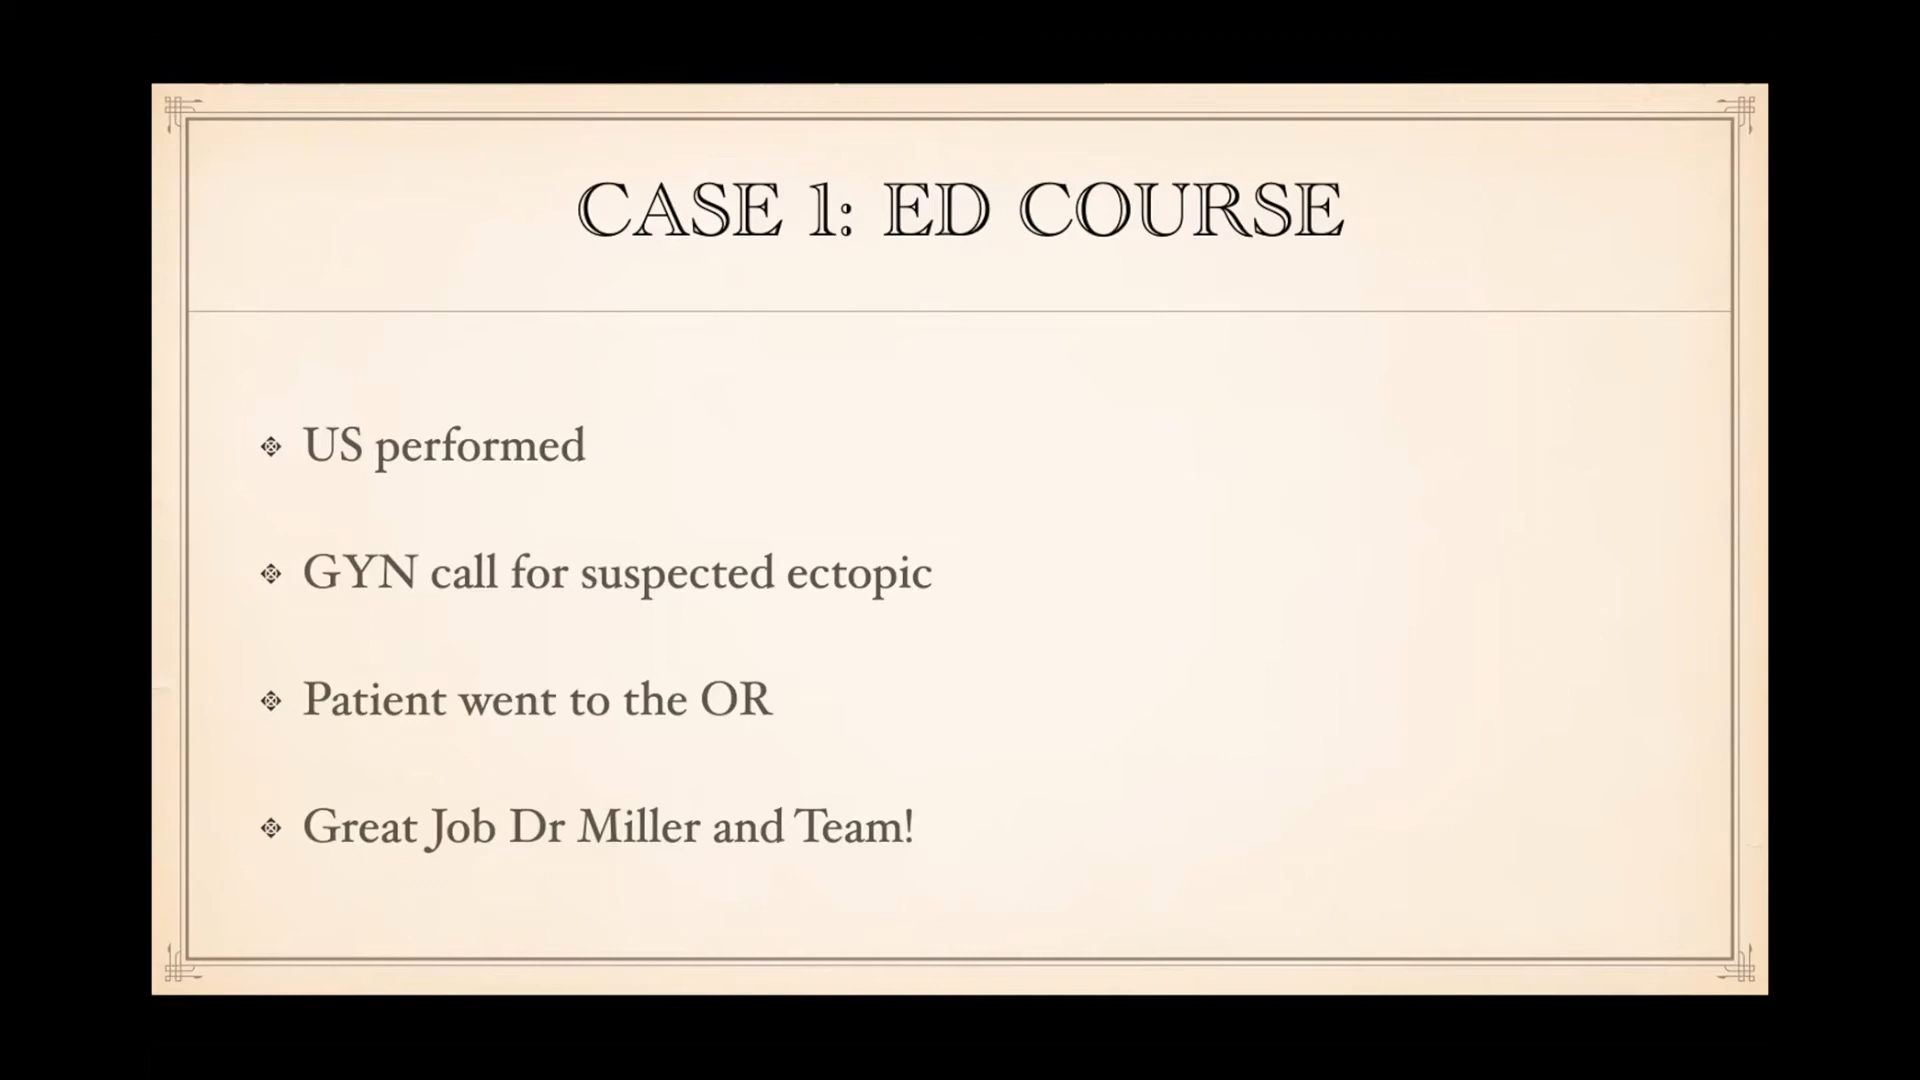 CASE 1: ED COURSE
US performed
GYN call for suspected ectopic
Patient went to the OR
Great Job Dr Miller and Team!